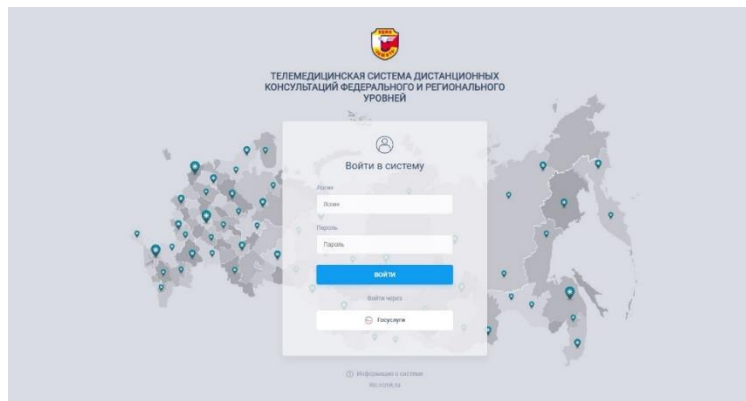 ТЕЛЕМЕДИЦИНСКАЯ СИСТЕМА ДИСТАНЦИОННЫХ
КОНСУЛЬТАЦИЙ ФЕДЕРАЛЬНОГО И РЕГИОНАЛЬНОГО
УРОВНЕЙ
Войти в систему
Логин
Логин
Пароль
Пароль
ВОЙТИ
Войти через
Госуслуги
Информация о системе